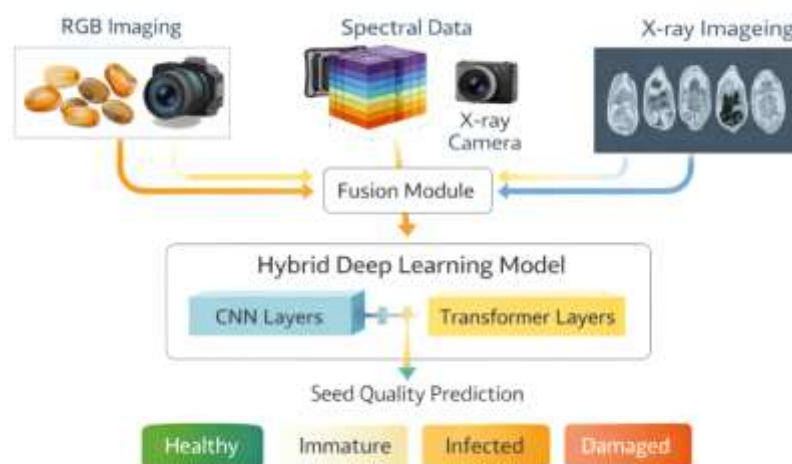 RGB Imaging
Spectral Data
X-ray Imageing
X-ray
Camera
Fusion Module
Hybrid Deep Learning Model
CNN Layers
Transformer Layers
Seed Quality Prediction
Healthy
Immature
Infected
Damaged